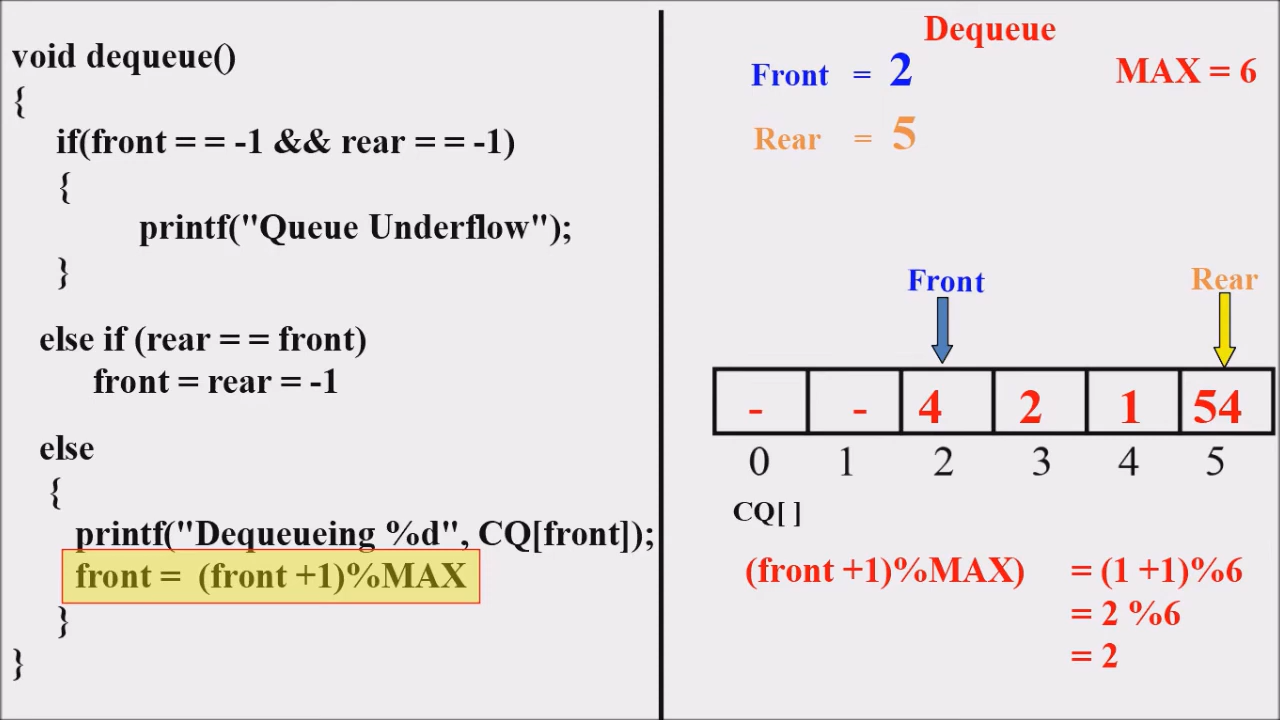 void dequeue()
{
if(front = = -1 && rear = = -1)
{
printf("Queue Underflow");
}
else if (rear = = front)
front = rear = -1
else
{
printf("Dequeueing %d", CQ[front]);
front = (front +1)%MAX
}
}
Dequeue
Front = 2
MAX = 6
Rear = 5
Front
Rear
- - 4 2 1 54
0 1 2 3 4 5
CQ[ ]
(front +1)%MAX) = (1 +1)%6
= 2 %6
= 2